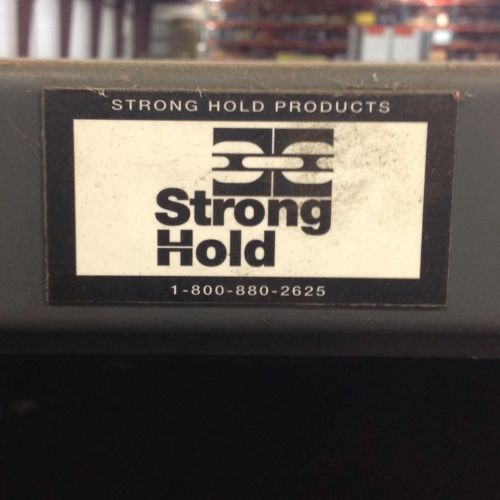 STRONG HOLD PRODUCTS
Strong
Hold
1-800-880-2625